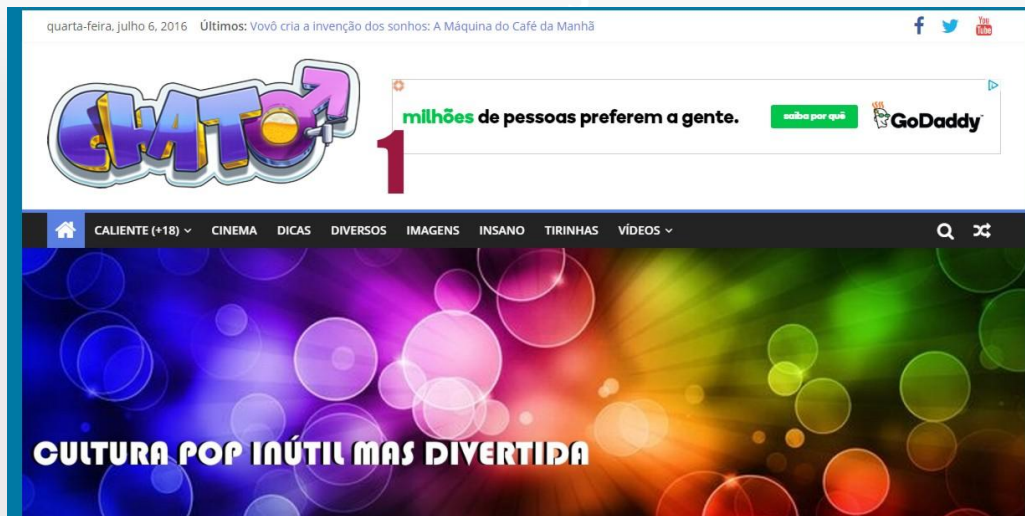 quarta-feira, julho 6, 2016 Últimos: Vovô cria a invenção dos sonhos: A Máquina do Café da Manhã
You Tube
CHATO
milhões de pessoas preferem a gente. saiba por quê GoDaddy
1
CALIENTE (+18) CINEMA DICAS DIVERSOS IMAGENS INSANO TIRINHAS VÍDEOS
CULTURA POP INÚTIL MAS DIVERTIDA